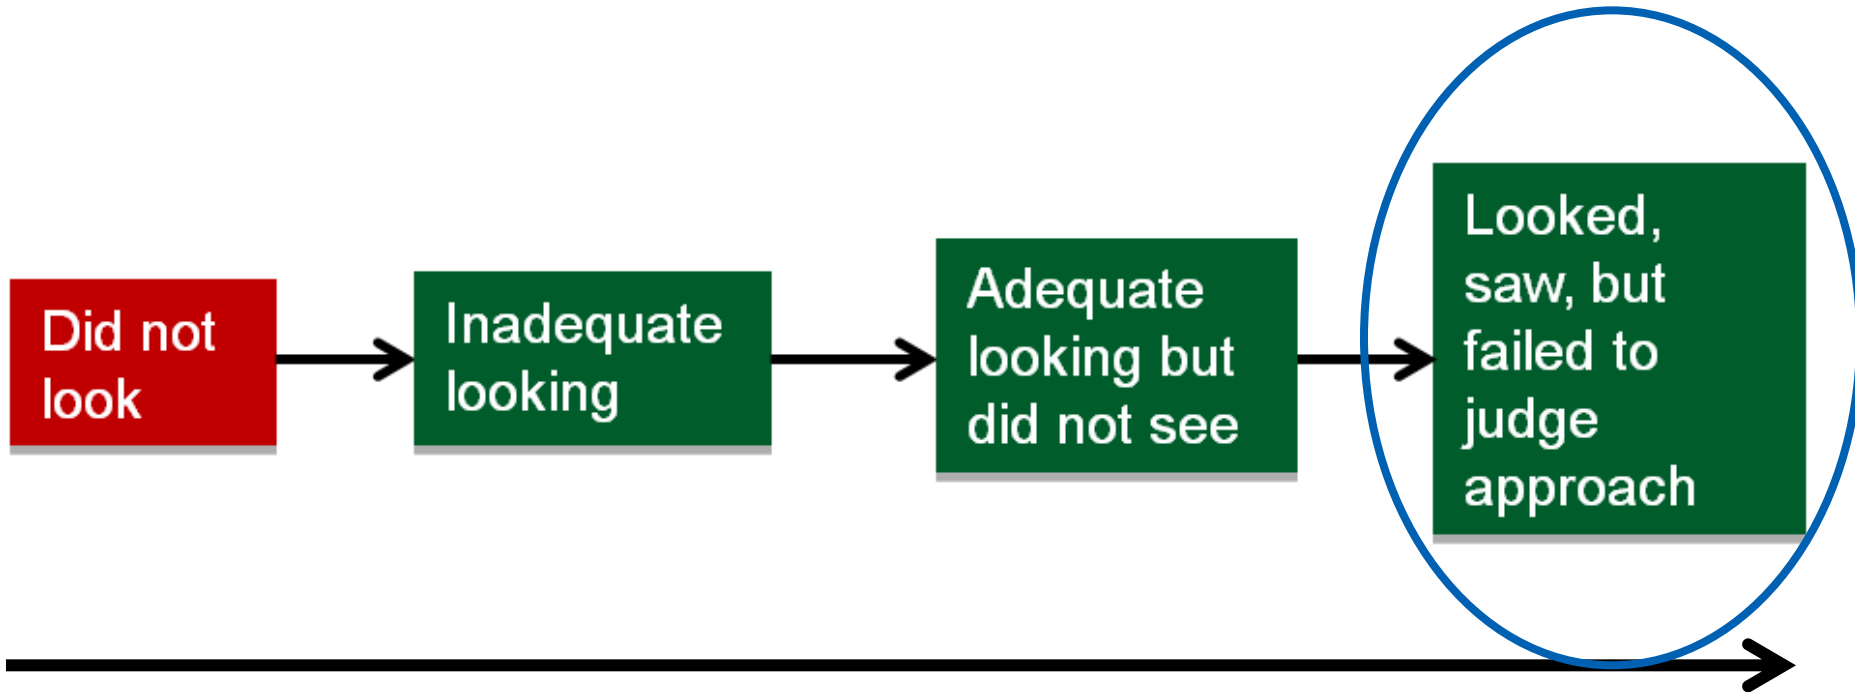 Did not
look
Inadequate
looking
Adequate
looking but
did not see
Looked,
saw, but
failed to
judge
approach